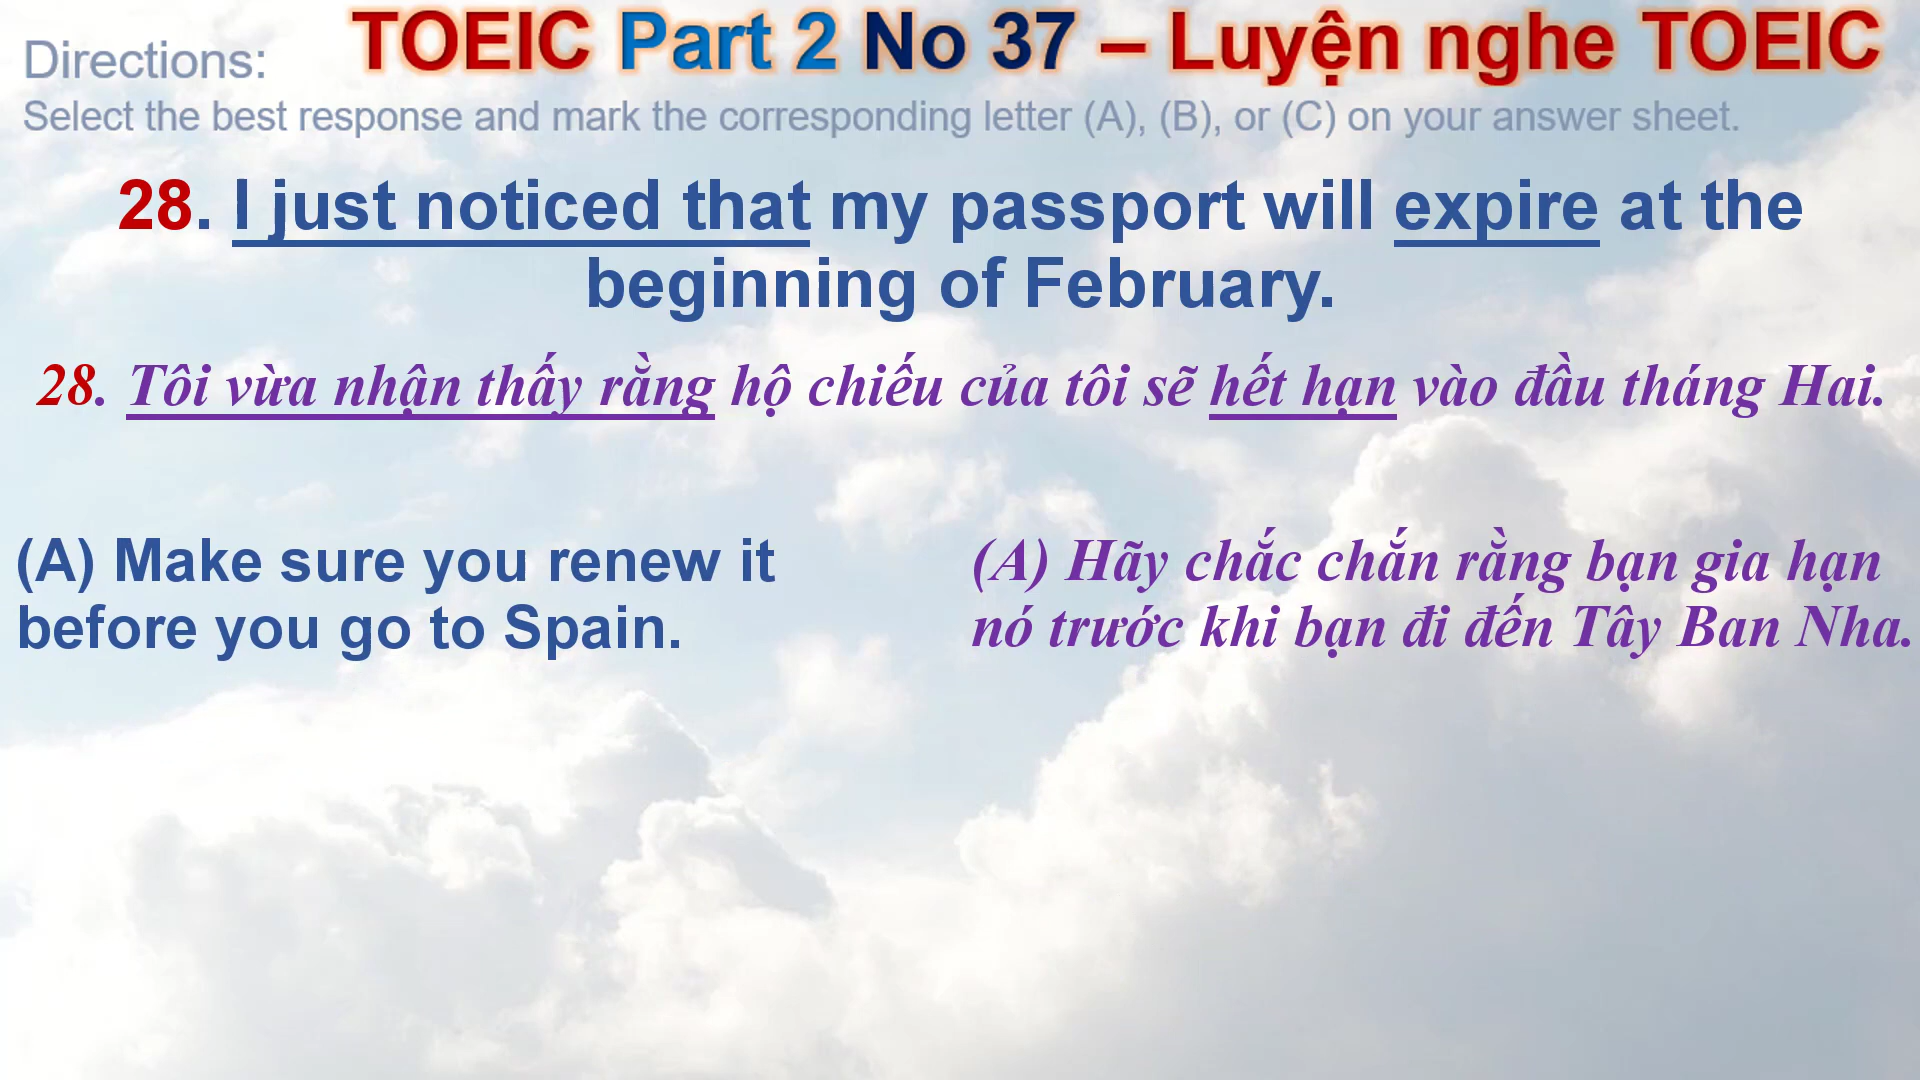 TOEIC Part 2 No 37 – Luyện nghe TOEIC
Directions:
Select the best response and mark the corresponding letter (A), (B), or (C) on your answer sheet.
28. I just noticed that my passport will expire at the
beginning of February.
28. Tôi vừa nhận thấy rằng hộ chiếu của tôi sẽ hết hạn vào đầu tháng Hai.
(A) Make sure you renew it
before you go to Spain.
(A) Hãy chắc chắn rằng bạn gia hạn
nó trước khi bạn đi đến Tây Ban Nha.